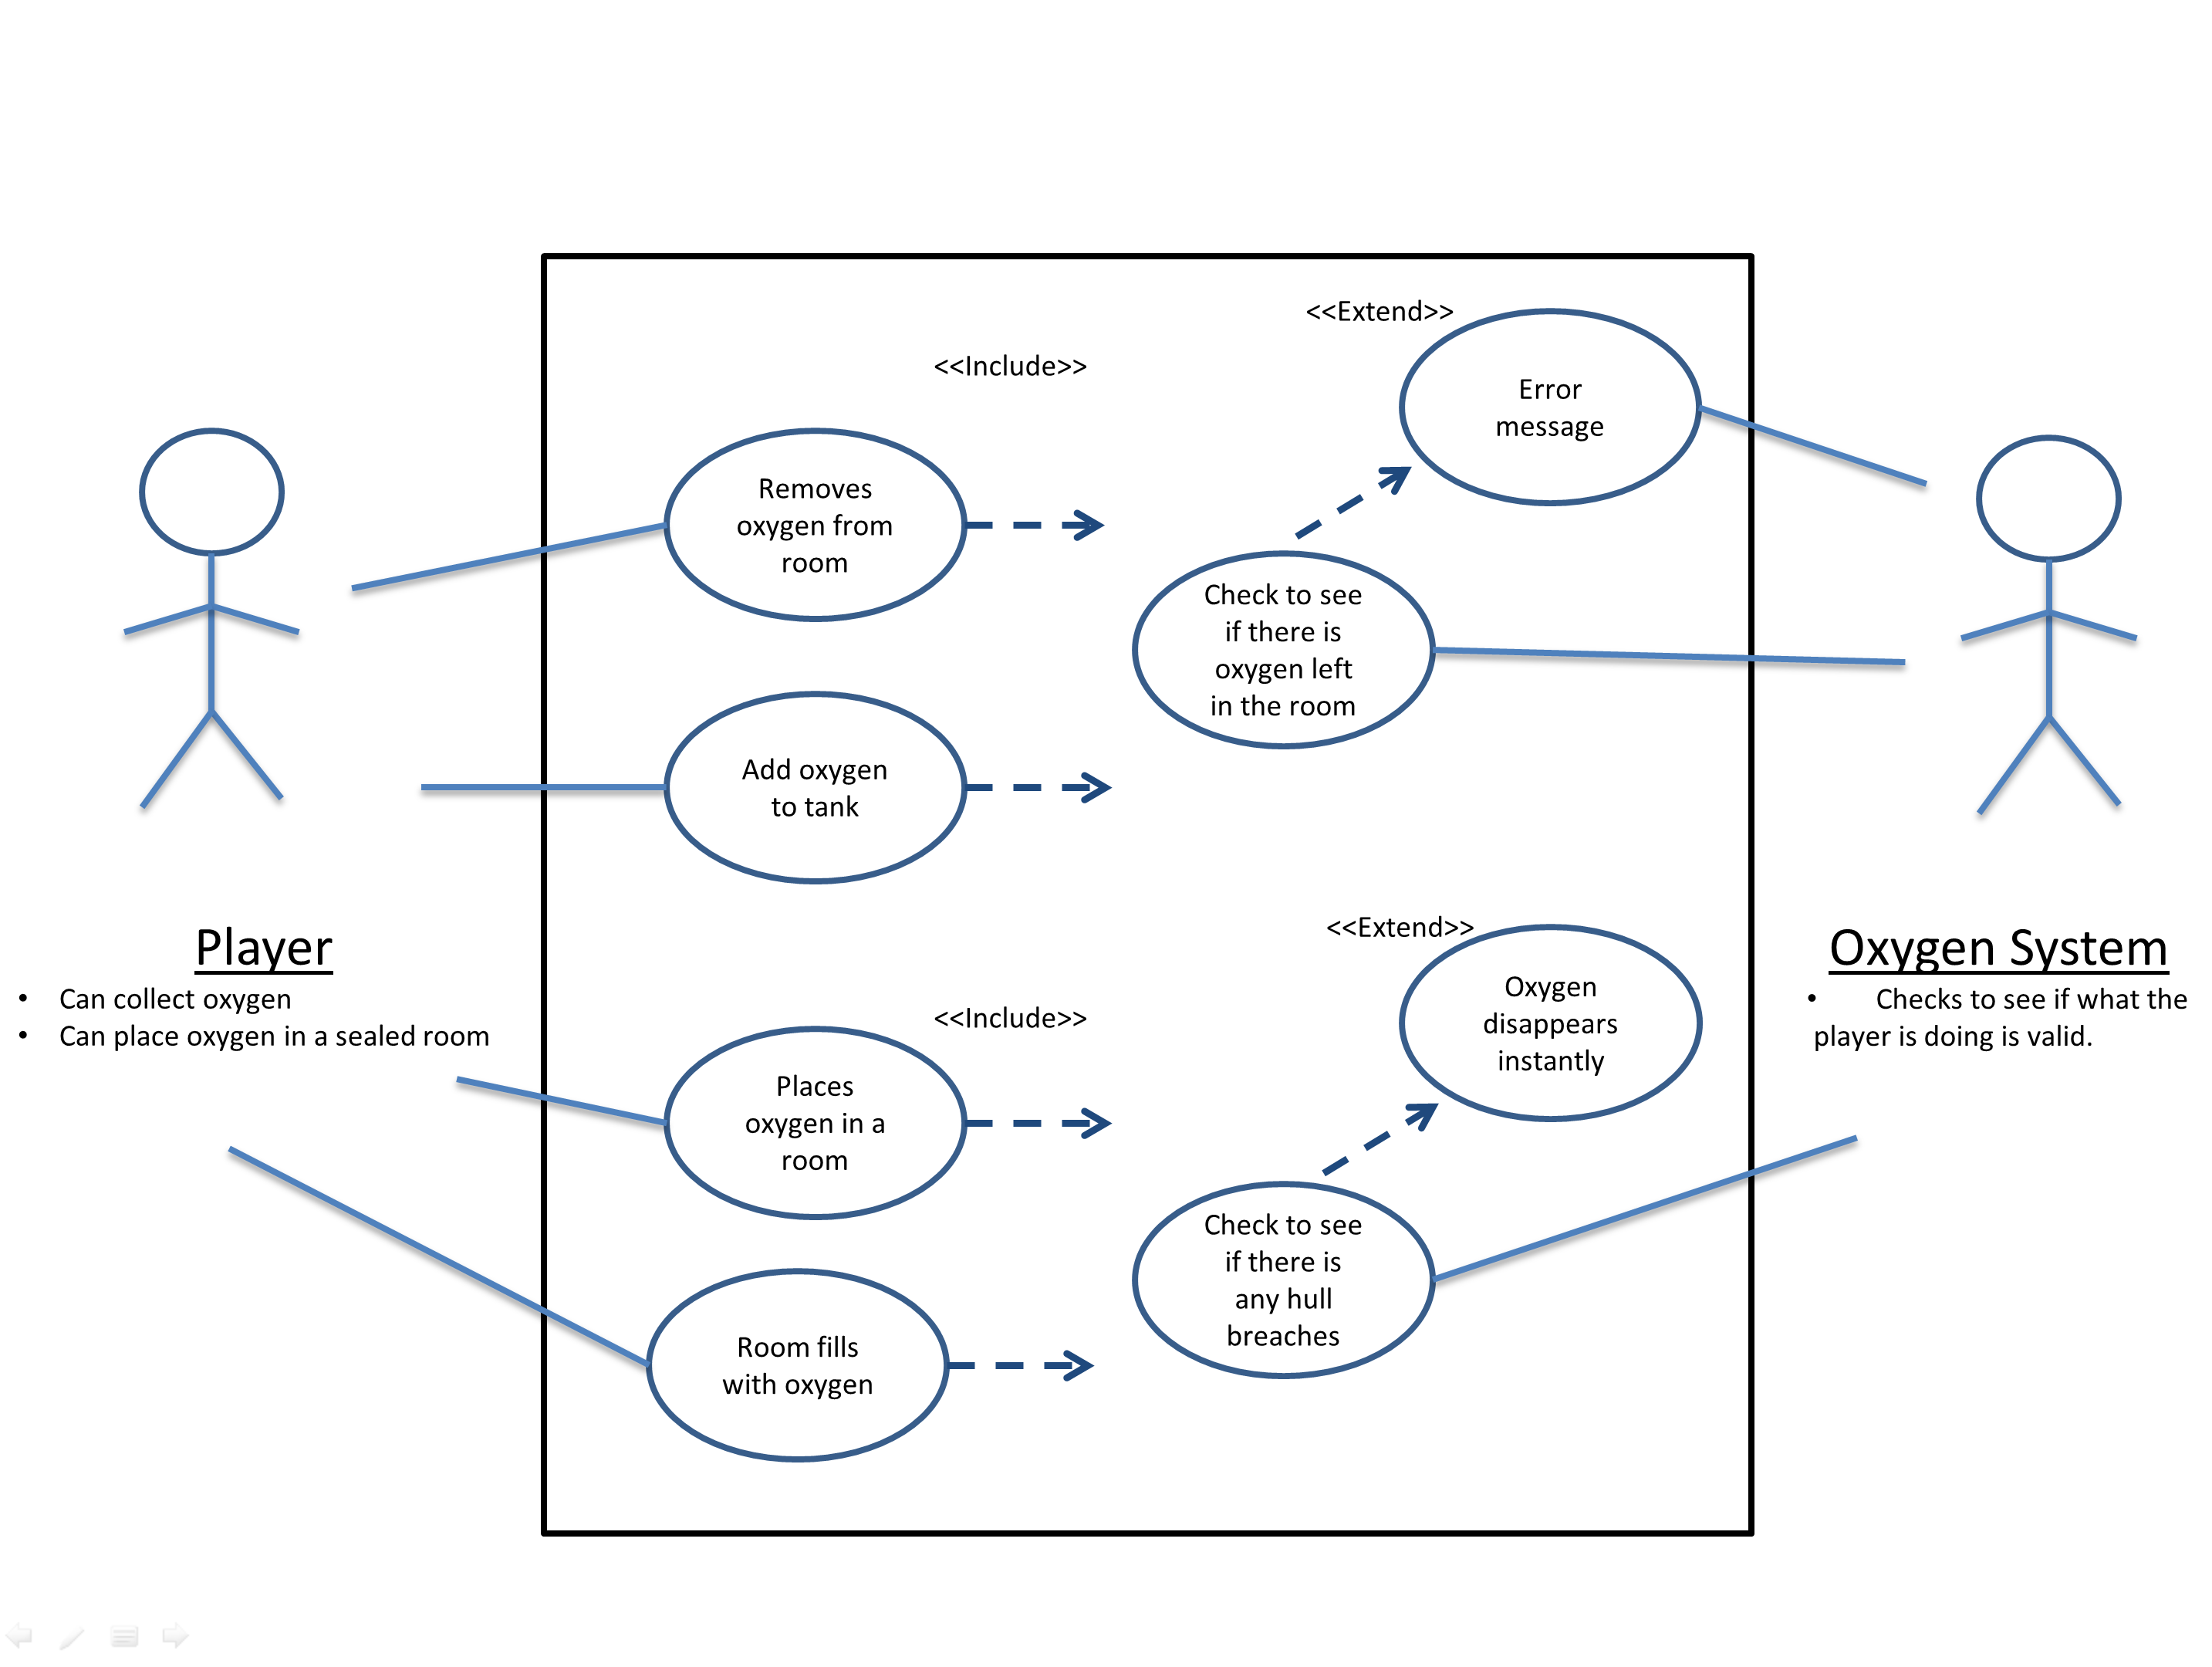 <<Extend>>
<<Include>>
Error
message
Removes
oxygen from
room
Check to see
if there is
oxygen left
in the room
Add oxygen
to tank
Player
• Can collect oxygen
• Can place oxygen in a sealed room
Oxygen System
• Checks to see if what the
player is doing is valid.
<<Extend>>
Oxygen
disappears
instantly
<<Include>>
Places
oxygen in a
room
Check to see
if there is
any hull
breaches
Room fills
with oxygen